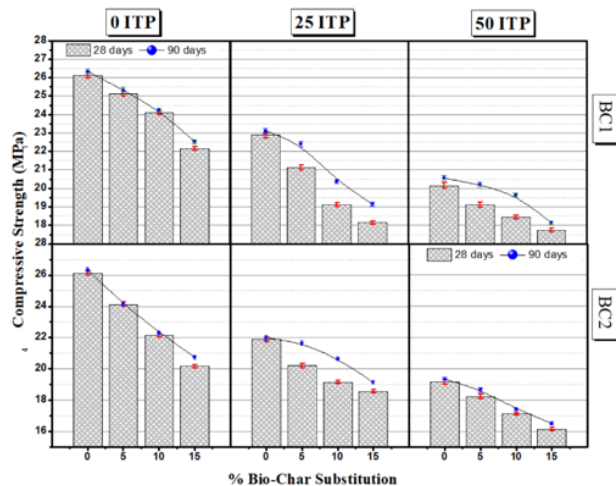 0 ITP
25 ITP
50 ITP
28
27
26
25
24
23
22
21
20
19
18
28 days
90 days
BC1
Compressive Strength (MPa)
28
26
24
22
20
18
16
4
28 days
90 days
BC2
0 5 10 15 0 5 10 15 0 5 10 15
% Bio-Char Substitution